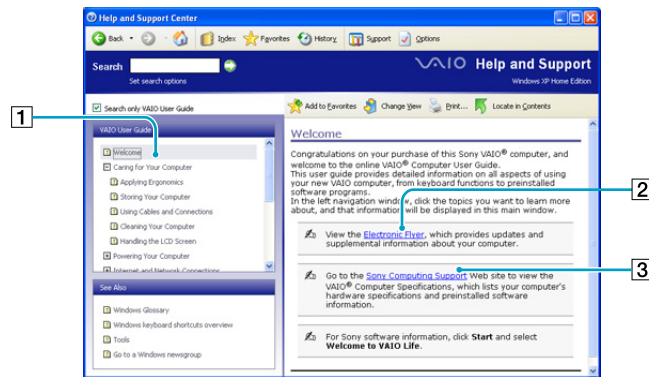 Help and Support Center
Back
Index
Favorites
History
Support
Options
Search
Set search options
VAIO Help and Support
Windows XP Home Edition
Search only VAIO User Guide
Add to Favorites
Change View
Print...
Locate in Contents
1
VAIO User Guide
Welcome
Caring for Your Computer
Applying Ergonomics
Storing Your Computer
Using Cables and Connections
Cleaning Your Computer
Handling the LCD Screen
Powering Your Computer
Internet and Network Connections
See Also
Windows Glossary
Windows keyboard shortcuts overview
Tools
Go to a Windows newsgroup
Welcome
Congratulations on your purchase of this Sony VAIO® computer, and
welcome to the online VAIO® Computer User Guide.
This user guide provides detailed information on all aspects of using
your new VAIO computer, from keyboard functions to preinstalled
software programs.
In the left navigation window, click the topics you want to learn more
about, and that information will be displayed in this main window.
2
View the Electronic Flyer, which provides updates and
supplemental information about your computer.
3
Go to the Sony Computing Support Web site to view the
VAIO® Computer Specifications, which lists your computer's
hardware specifications and preinstalled software
information.
For Sony software information, click Start and select
Welcome to VAIO Life.